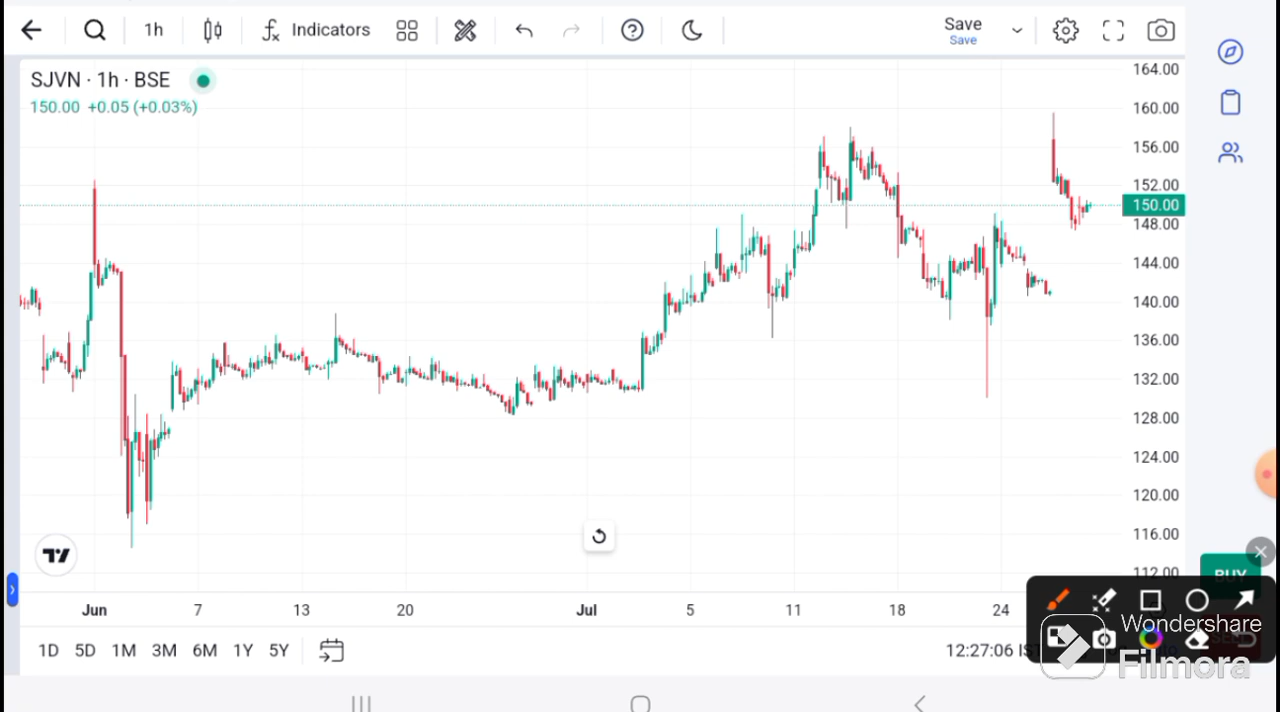 1h
Indicators
Save
Save
SJVN · 1h · BSE
150.00 +0.05 (+0.03%)
164.00
160.00
156.00
152.00
150.00
148.00
144.00
140.00
136.00
132.00
128.00
124.00
120.00
116.00
112.00
BUY
Jun 7 13 20 Jul 5 11 18 24
1D 5D 1M 3M 6M 1Y 5Y
12:27:06
Wondershare
Filmora